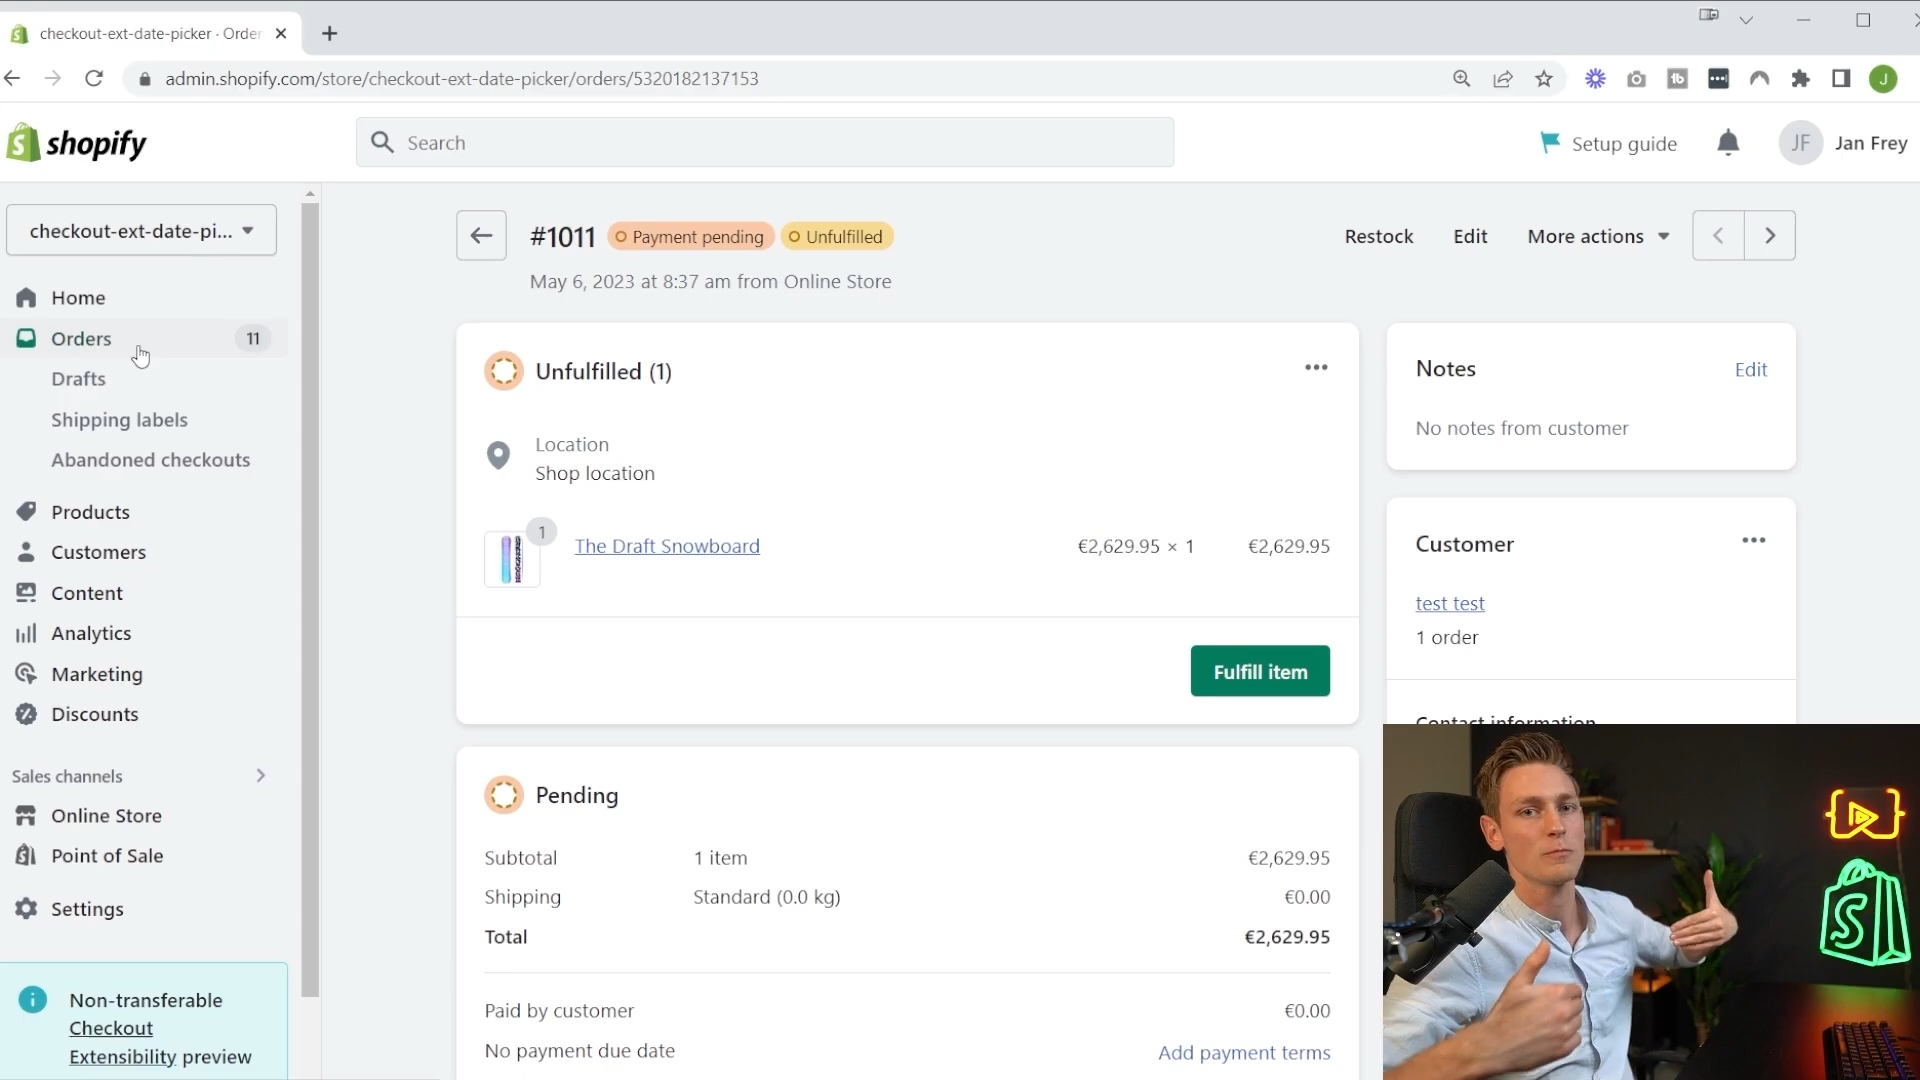 checkout-ext-date-picker · Order
admin.shopify.com/store/checkout-ext-date-picker/orders/5320182137153
J
shopify
Search
Setup guide
JF
Jan Frey
checkout-ext-date-pi...
Home
Orders
11
Drafts
Shipping labels
Abandoned checkouts
Products
Customers
Content
Analytics
Marketing
Discounts
Sales channels
Online Store
Point of Sale
Settings
Non-transferable
Checkout
Extensibility preview
#1011
Payment pending
Unfulfilled
Restock
Edit
More actions
May 6, 2023 at 8:37 am from Online Store
Unfulfilled (1)
Location
Shop location
1
The Draft Snowboard
€2,629.95 × 1
€2,629.95
Fulfill item
Pending
Subtotal
1 item
€2,629.95
Shipping
Standard (0.0 kg)
€0.00
Total
€2,629.95
Paid by customer
€0.00
No payment due date
Add payment terms
Notes
Edit
No notes from customer
Customer
test test
1 order
Contact information
S